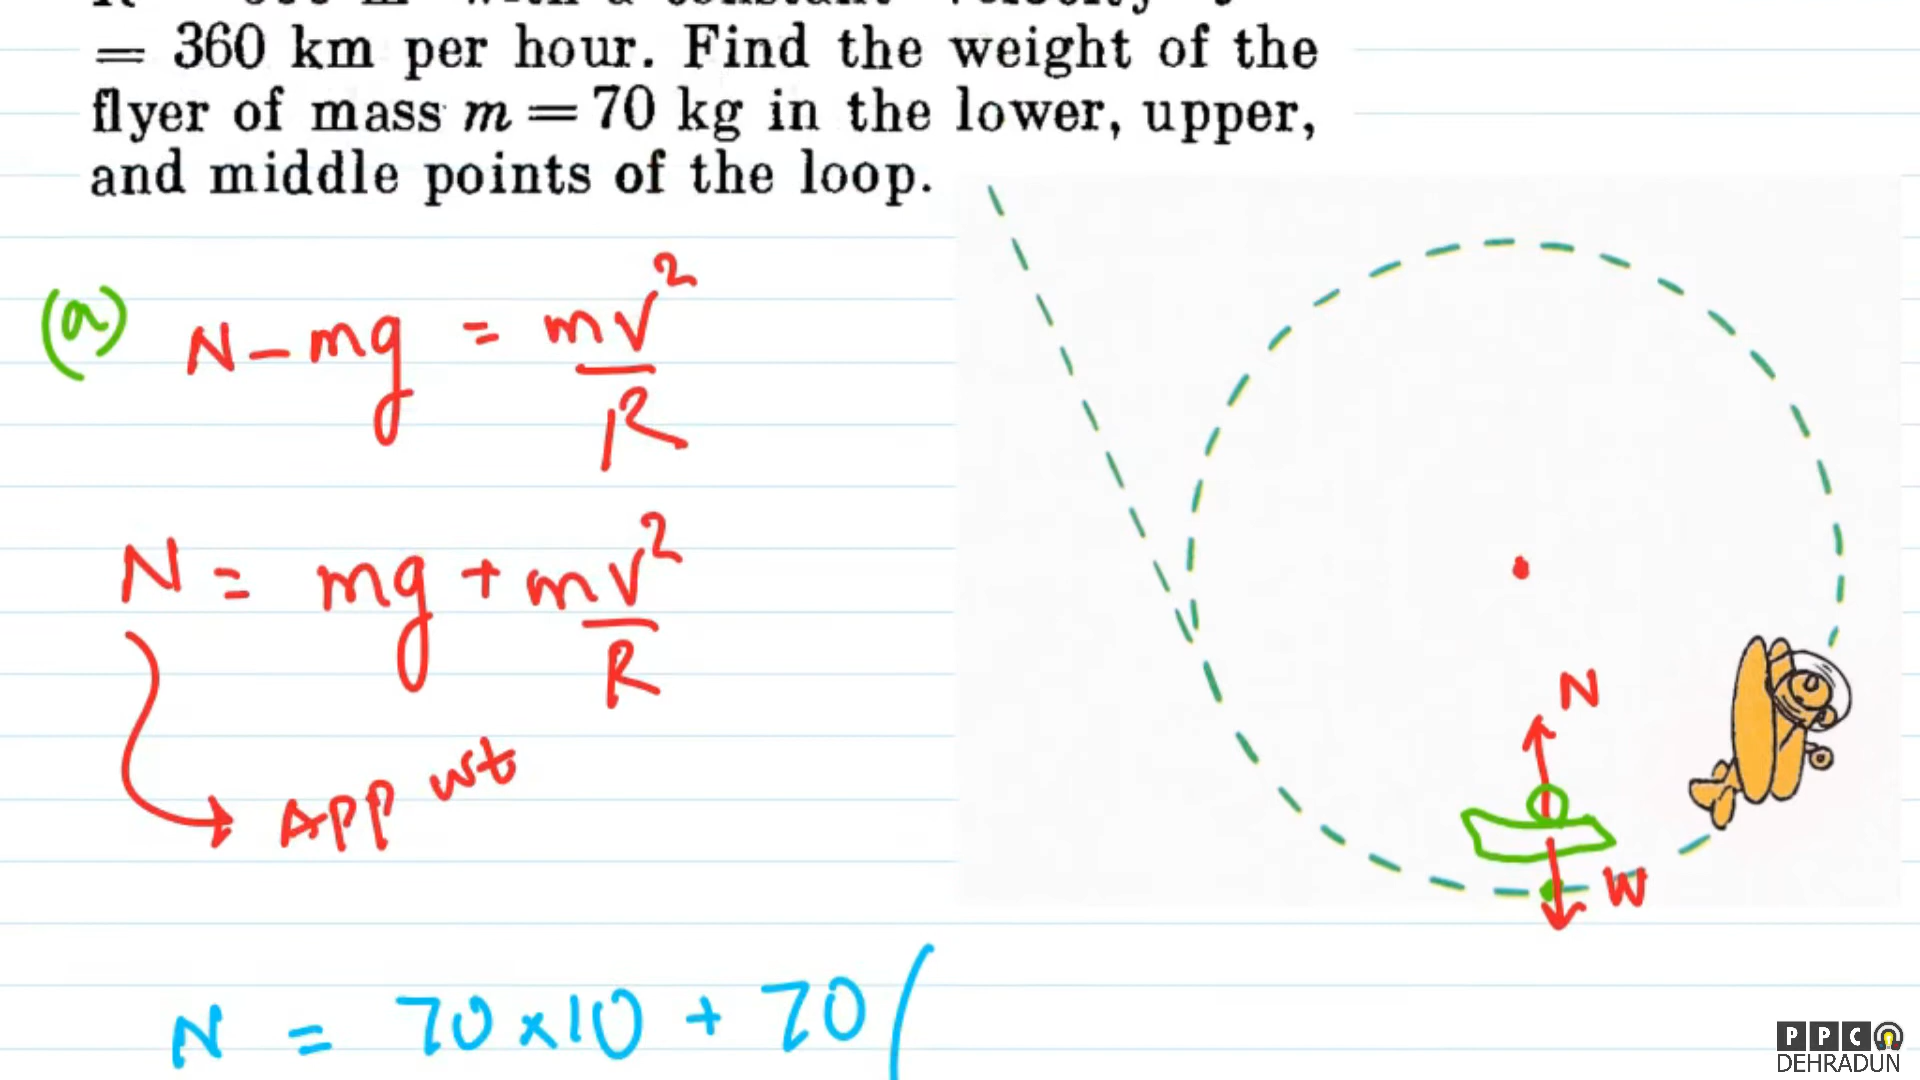 = 360 km per hour. Find the weight of the
flyer of mass m = 70 kg in the lower, upper,
and middle points of the loop.
(a) N - mg = mv²/R
N = mg + mv²/R
App wt
N
W
N = 70 × 10 + 70 (
PPC
DEHRADUN